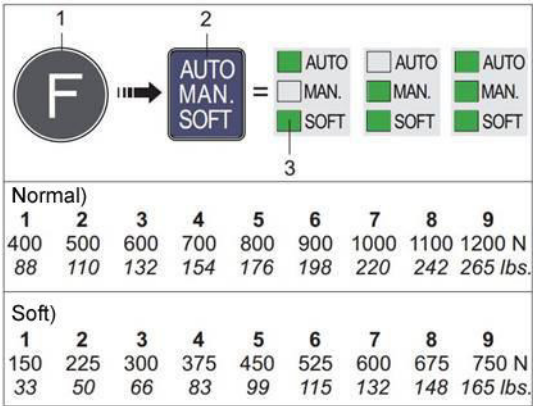 1 2
F AUTO MAN. SOFT = AUTO MAN. SOFT AUTO MAN. SOFT AUTO MAN. SOFT
3
Normal)
1 2 3 4 5 6 7 8 9
400 500 600 700 800 900 1000 1100 1200 N
88 110 132 154 176 198 220 242 265 lbs.
Soft)
1 2 3 4 5 6 7 8 9
150 225 300 375 450 525 600 675 750 N
33 50 66 83 99 115 132 148 165 lbs.